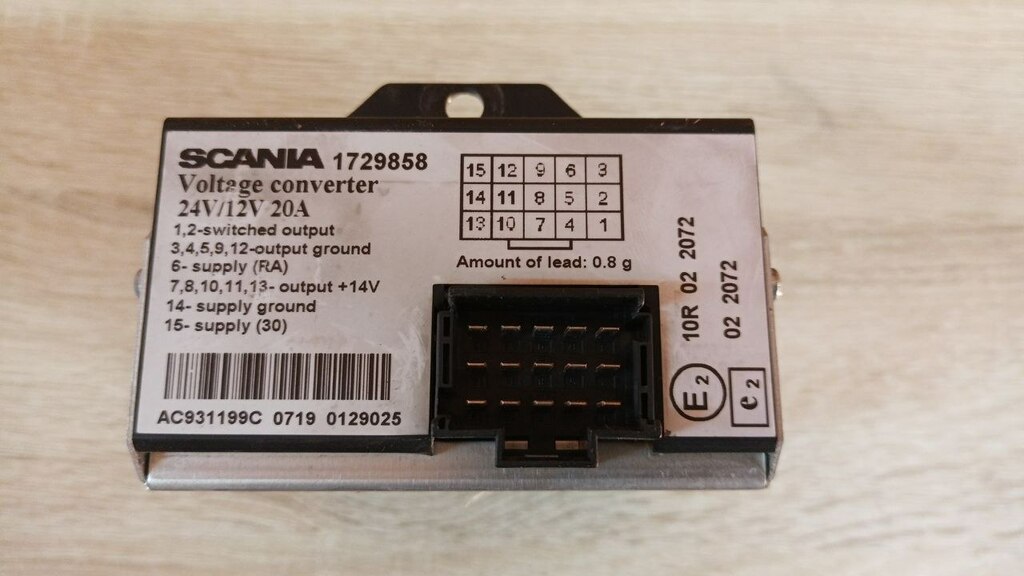 SCANIA 1729858
Voltage converter
24V/12V 20A
1,2-switched output
3,4,5,9,12-output ground
6- supply (RA)
7,8,10,11,13- output +14V
14- supply ground
15- supply (30)
AC931199C 0719 0129025
15 12 9 6 3
14 11 8 5 2
13 10 7 4 1
Amount of lead: 0.8 g
10R 02 2072
02 2072
E2
e2